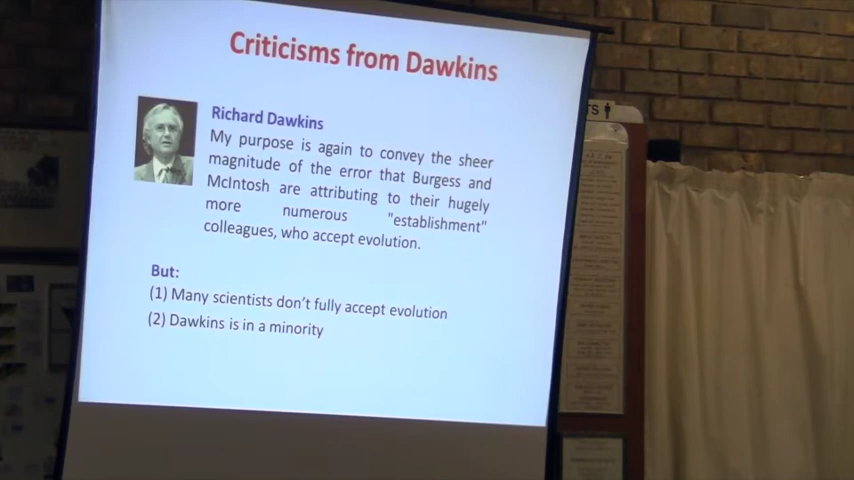 Criticisms from Dawkins
Richard Dawkins
My purpose is again to convey the sheer
magnitude of the error that Burgess and
McIntosh are attributing to their hugely
more numerous "establishment"
colleagues, who accept evolution.
But:
(1) Many scientists don't fully accept evolution
(2) Dawkins is in a minority